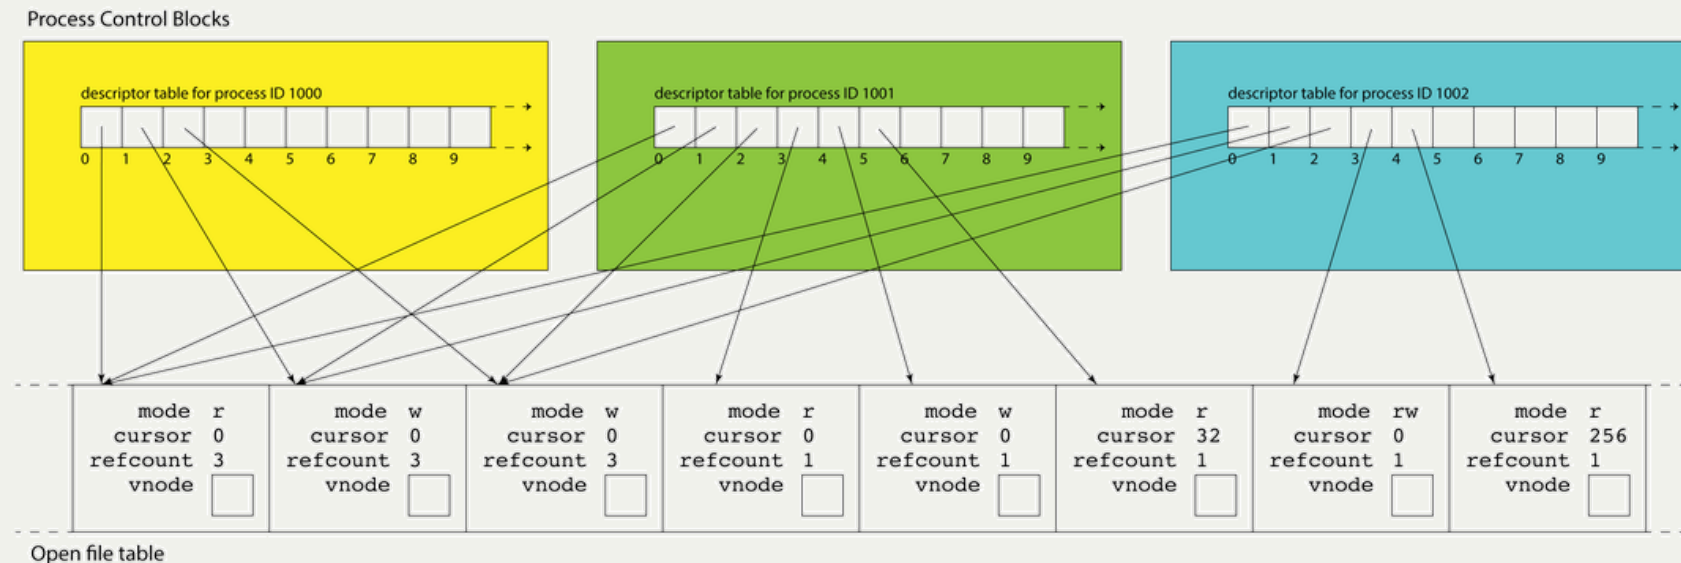 Process Control Blocks
descriptor table for process ID 1000
0 1 2 3 4 5 6 7 8 9
descriptor table for process ID 1001
0 1 2 3 4 5 6 7 8 9
descriptor table for process ID 1002
0 1 2 3 4 5 6 7 8 9
mode r
cursor 0
refcount 3
vnode
mode w
cursor 0
refcount 3
vnode
mode w
cursor 0
refcount 3
vnode
mode r
cursor 0
refcount 1
vnode
mode w
cursor 0
refcount 1
vnode
mode r
cursor 32
refcount 1
vnode
mode rw
cursor 0
refcount 1
vnode
mode r
cursor 256
refcount 1
vnode
Open file table